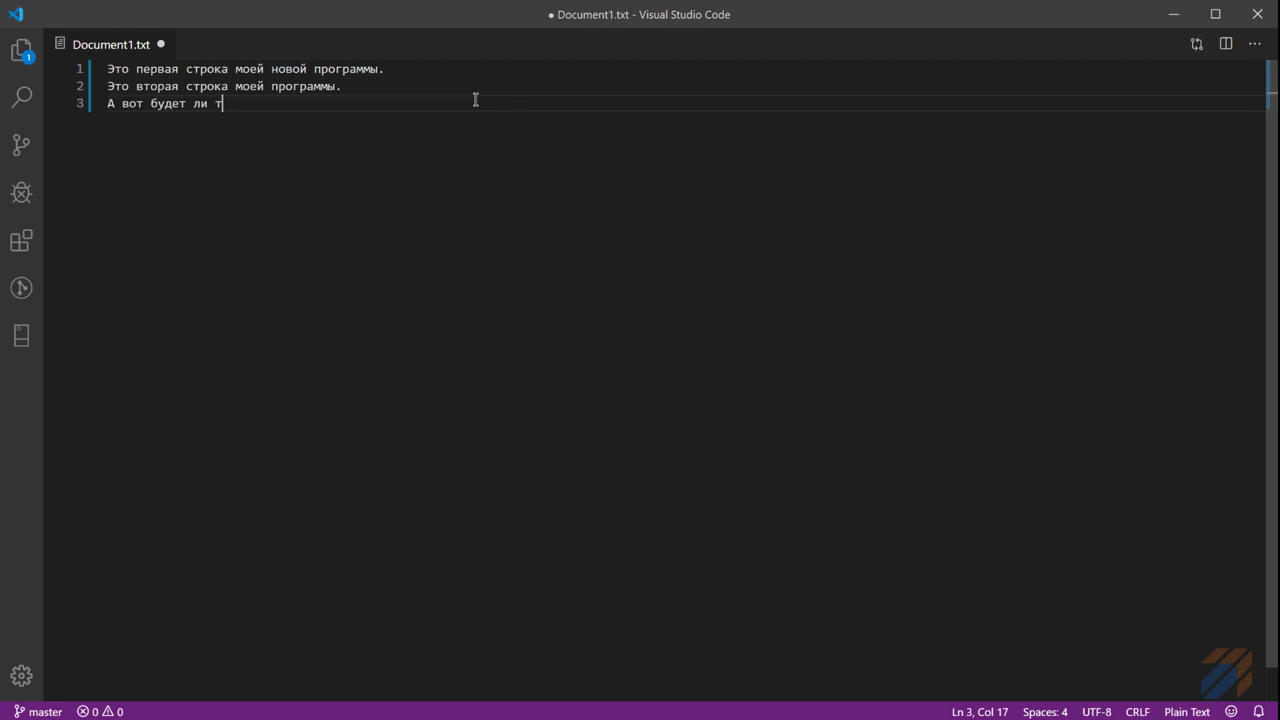 ● Document1.txt - Visual Studio Code
Document1.txt ●
1 Это первая строка моей новой программы.
2 Это вторая строка моей программы.
3 А вот будет ли т
1
master 0 0 Ln 3, Col 17 Spaces: 4 UTF-8 CRLF Plain Text